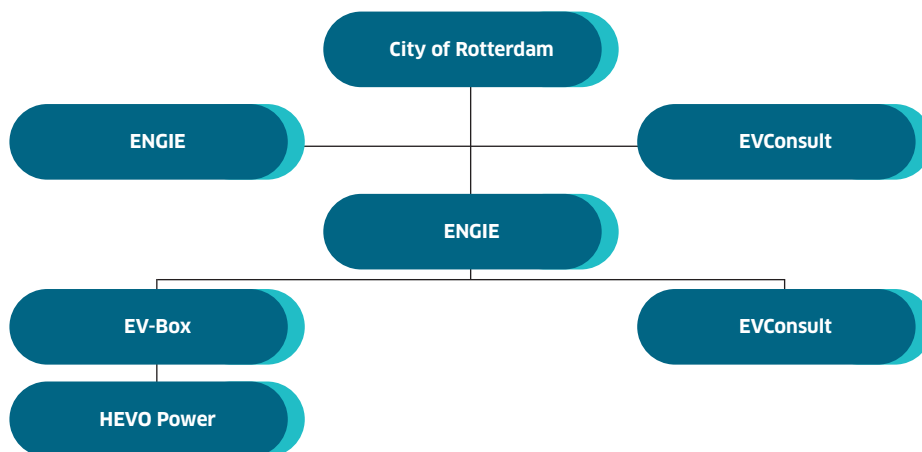 City of Rotterdam
ENGIE
EVConsult
ENGIE
EV-Box
EVConsult
HEVO Power